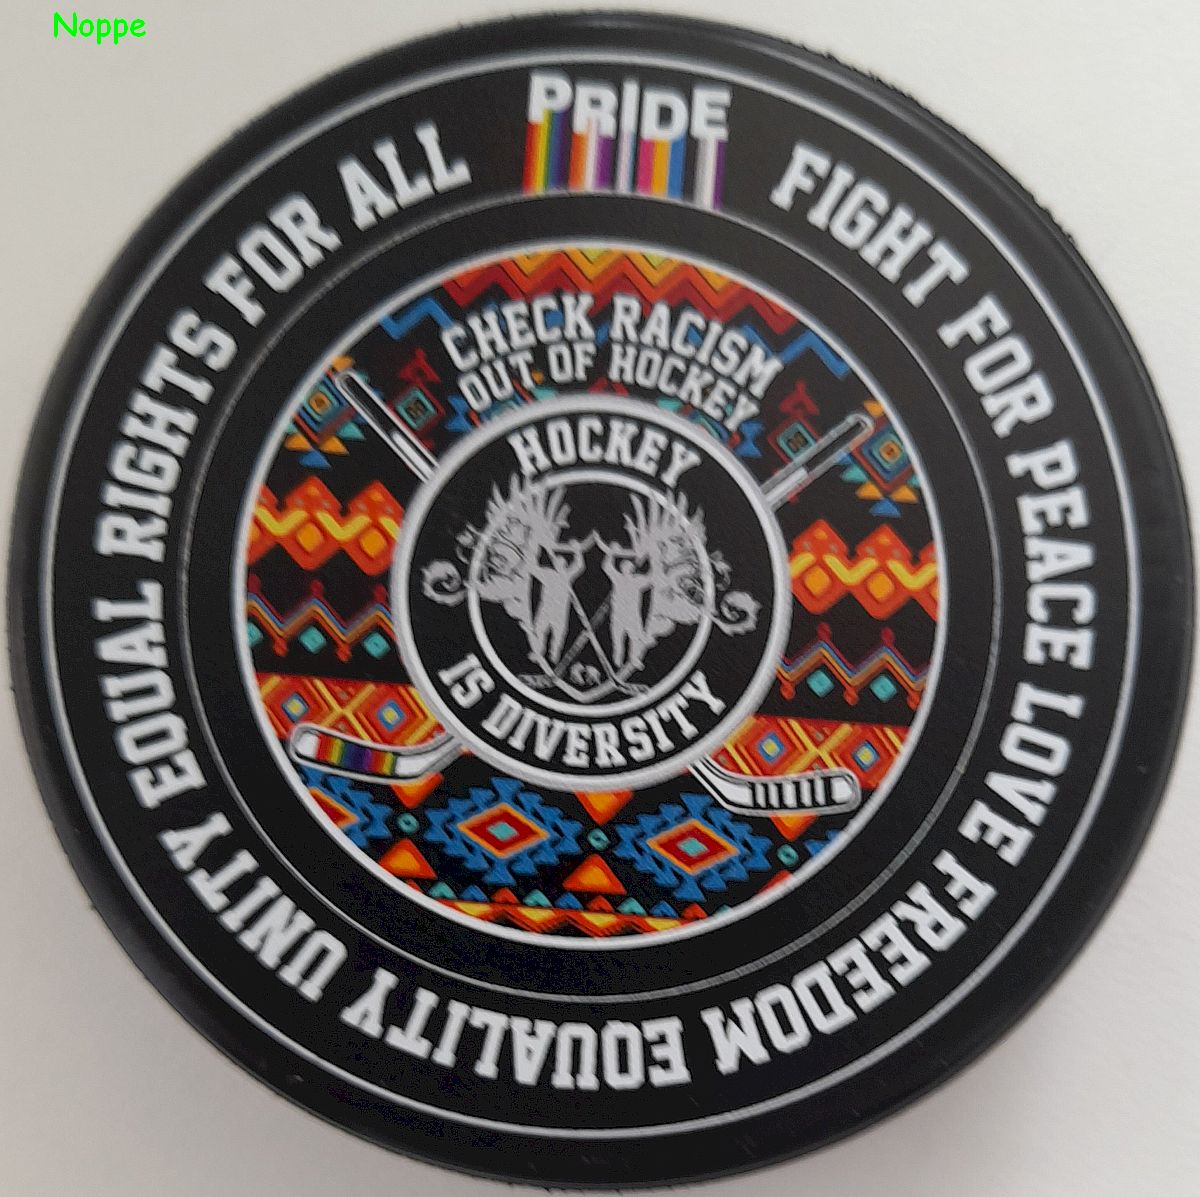 Noppe
PRIDE
FIGHT FOR PEACE LOVE FREEDOM EQUALITY UNITY EQUAL RIGHTS FOR ALL
CHECK RACISM
OUT OF HOCKEY
HOCKEY
IS DIVERSITY